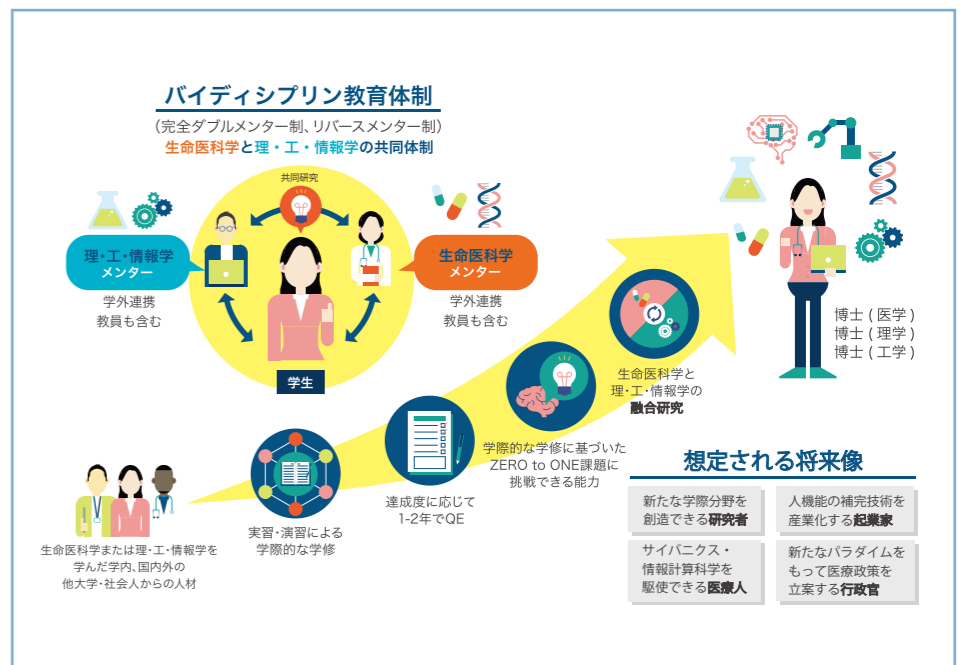 バイディシプリン教育体制
(完全ダブルメンター制、リバースメンター制)
生命医科学と理・工・情報学の共同体制
共同研究
理・工・情報学
メンター
学外連携
教員も含む
生命医科学
メンター
学外連携
教員も含む
学生
生命医科学または理・工・情報学を
学んだ学内、国内外の
他大学・社会人からの人材
実習・演習による
学際的な学修
達成度に応じて
1-2年でQE
学際的な学修に基づいた
ZERO to ONE課題に
挑戦できる能力
生命医科学と
理・工・情報学の
融合研究
博士 ( 医学 )
博士 ( 理学 )
博士 ( 工学 )
想定される将来像
新たな学際分野を
創造できる研究者
人機能の補完技術を
産業化する起業家
サイバニクス・
情報計算科学を
駆使できる医療人
新たなパラダイムを
もって医療政策を
立案する行政官